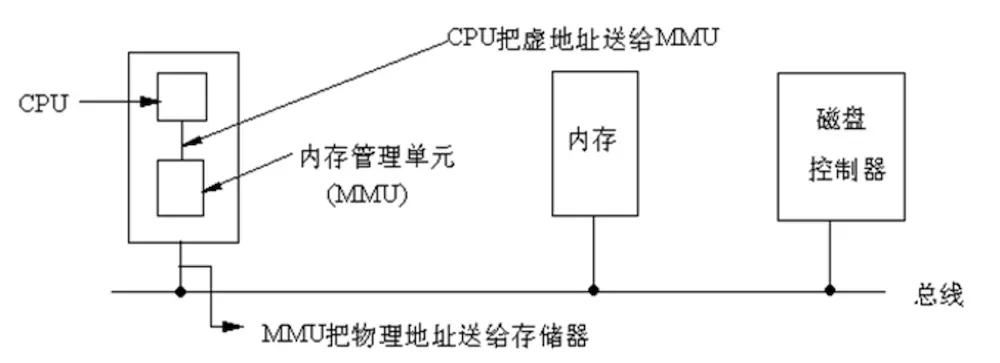 CPU把虚地址送给MMU
CPU
内存管理单元
(MMU)
内存
磁盘
控制器
总线
MMU把物理地址送给存储器